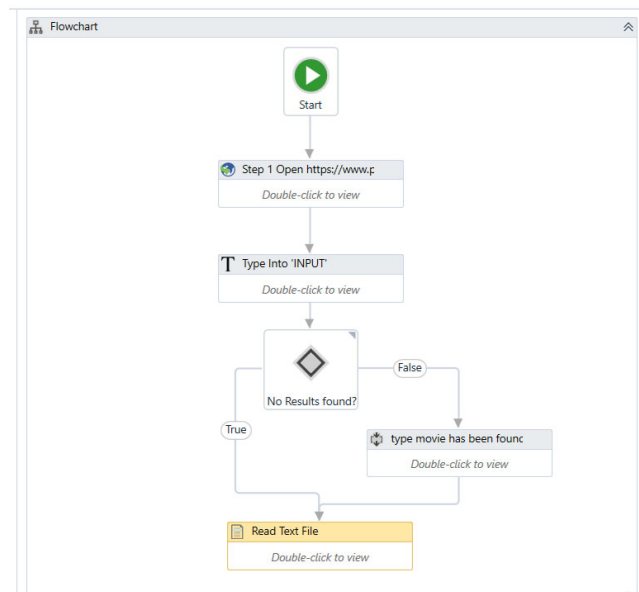 Flowchart
Start
Step 1 Open https://www.p
Double-click to view
T Type Into 'INPUT'
Double-click to view
No Results found?
False
True
type movie has been found
Double-click to view
Read Text File
Double-click to view